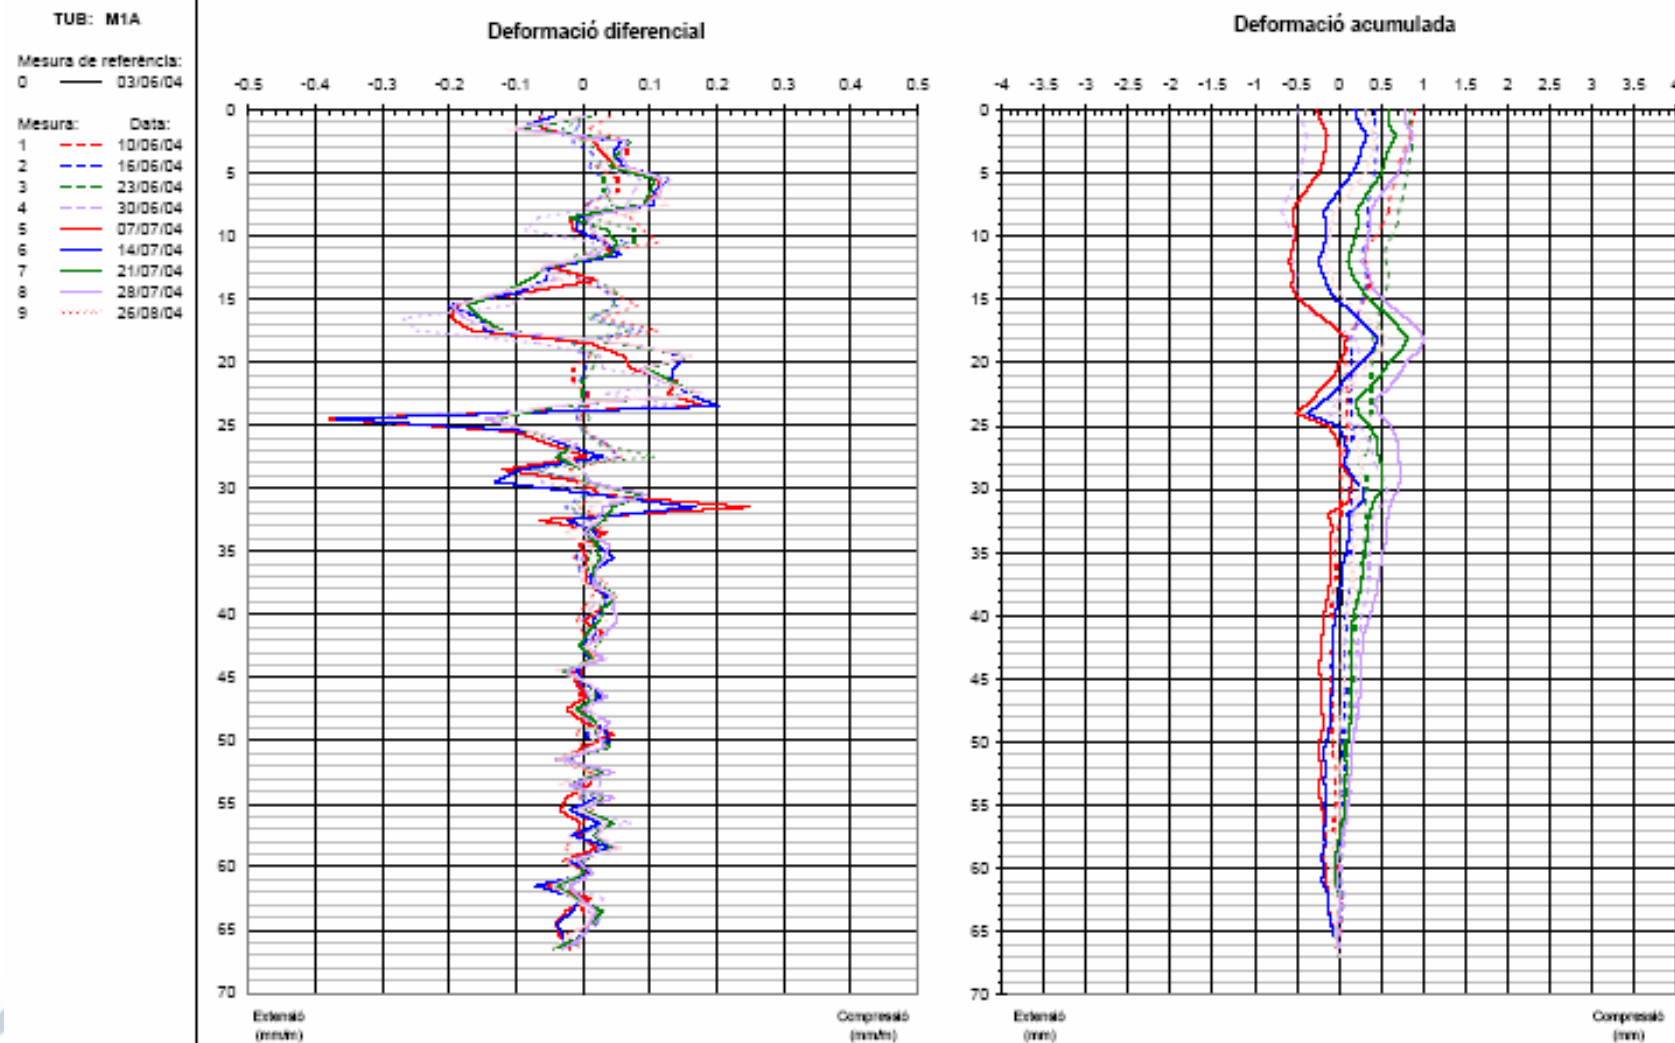 TUB: M1A
Mesura de referència:
0 03/06/04
Mesura: Data:
1 10/06/04
2 16/06/04
3 23/06/04
4 30/06/04
5 07/07/04
6 14/07/04
7 21/07/04
8 28/07/04
9 26/08/04
Deformació diferencial
-0.5 -0.4 -0.3 -0.2 -0.1 0 0.1 0.2 0.3 0.4 0.5
0
5
10
15
20
25
30
35
40
45
50
55
60
65
70
Extensió
(mm/m)
Compressió
(mm/m)
Deformació acumulada
-4 -3.5 -3 -2.5 -2 -1.5 -1 -0.5 0 0.5 1 1.5 2 2.5 3 3.5 4
0
5
10
15
20
25
30
35
40
45
50
55
60
65
70
Extensió
(mm)
Compressió
(mm)